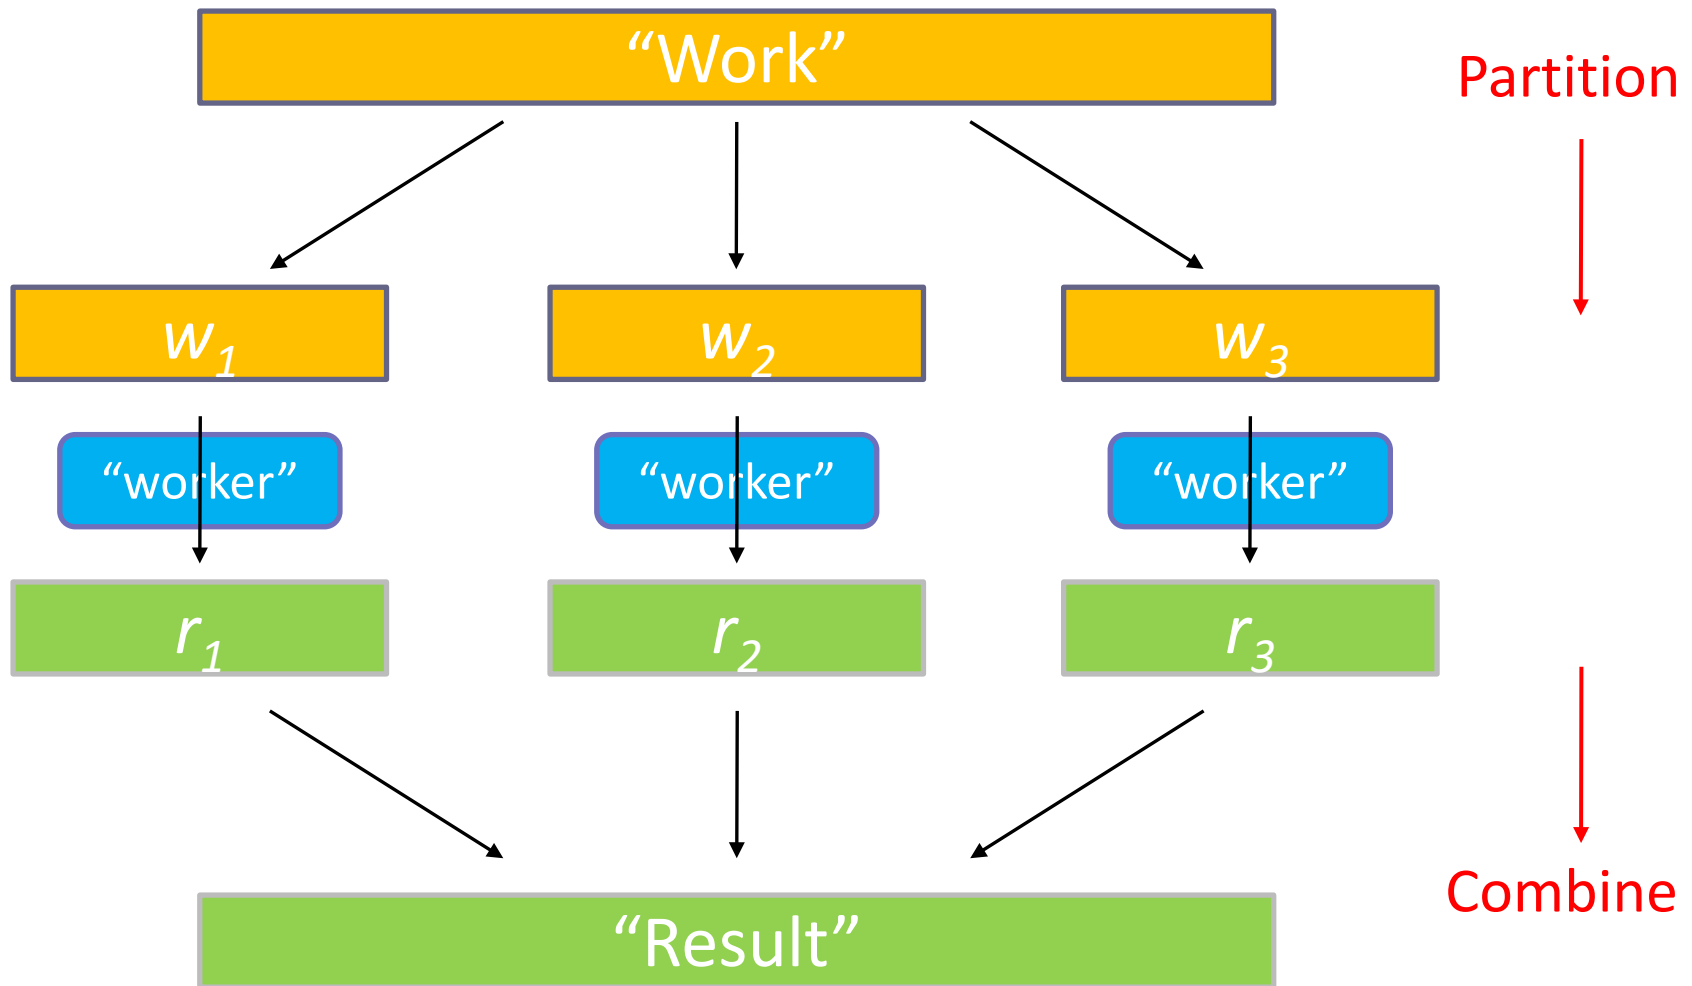 “Work”
Partition
w₁ w₂ w₃
“worker” “worker” “worker”
r₁ r₂ r₃
Combine
“Result”